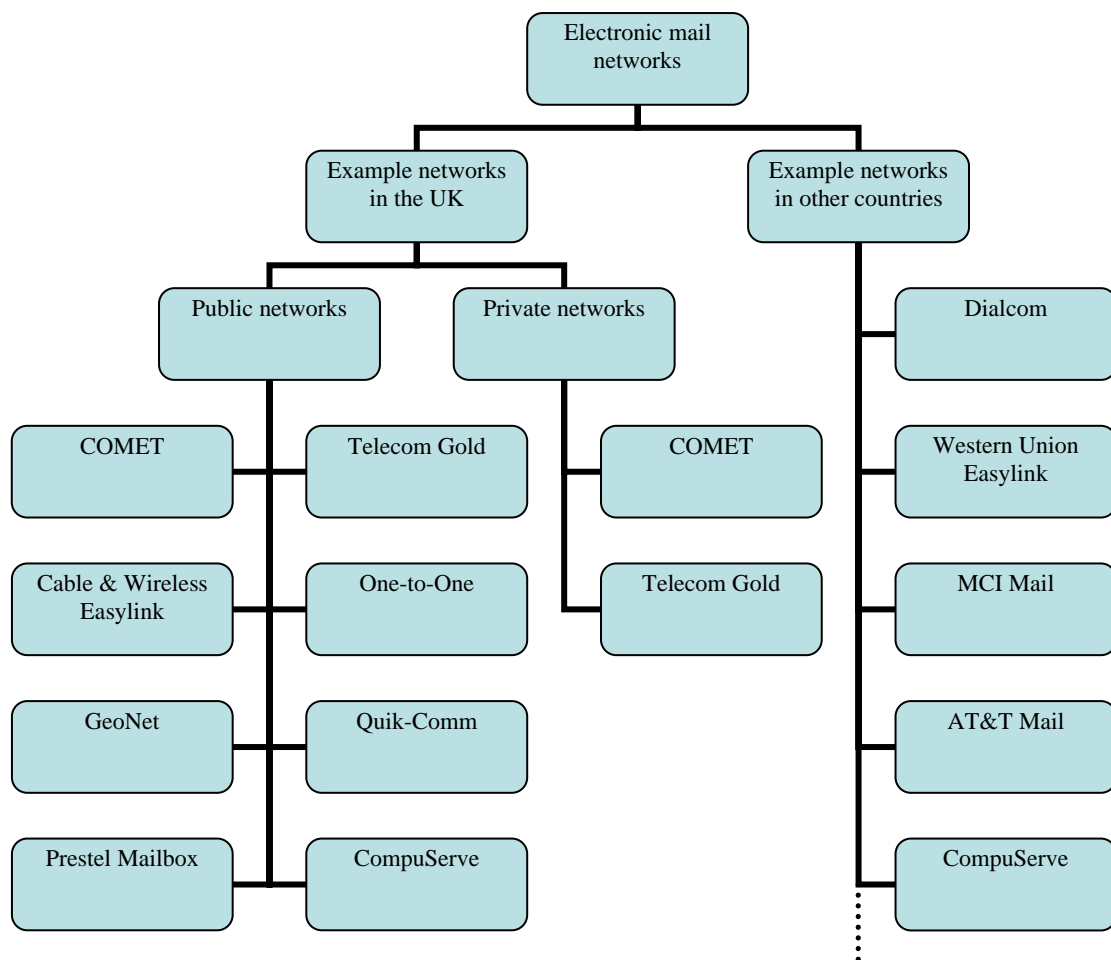 Electronic mail
networks
Example networks
in the UK
Example networks
in other countries
Public networks
Private networks
Dialcom
COMET
Telecom Gold
COMET
Western Union
Easylink
Cable & Wireless
Easylink
One-to-One
Telecom Gold
MCI Mail
GeoNet
Quik-Comm
AT&T Mail
Prestel Mailbox
CompuServe
CompuServe